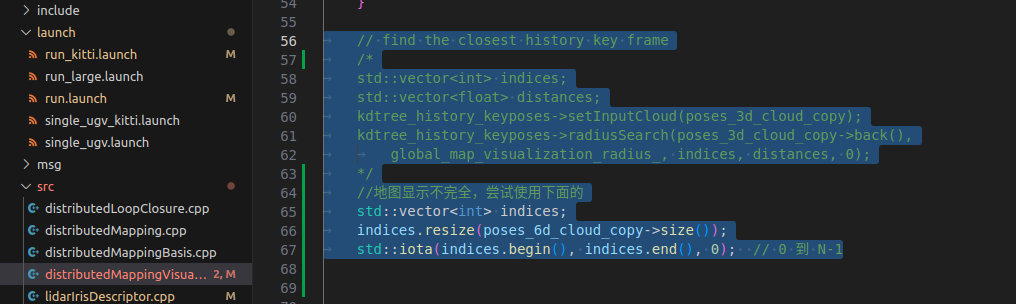 include
launch
run_kitti.launch M
run_large.launch
run.launch M
single_ugv_kitti.launch
single_ugv.launch
msg
src
distributedLoopClosure.cpp
distributedMapping.cpp
distributedMappingBasis.cpp
distributedMappingVisua... 2, M
lidarIrisDescriptor.cpp M
54 }
55
56 // find the closest history key frame
57 /*
58 std::vector<int> indices;
59 std::vector<float> distances;
60 kdtree_history_keyposes->setInputCloud(poses_3d_cloud_copy);
61 kdtree_history_keyposes->radiusSearch(poses_3d_cloud_copy->back(),
62 global_map_visualization_radius_, indices, distances, 0);
63 */
64 //地图显示不完全，尝试使用下面的
65 std::vector<int> indices;
66 indices.resize(poses_6d_cloud_copy->size());
67 std::iota(indices.begin(), indices.end(), 0); // 0 到 N-1
68
69